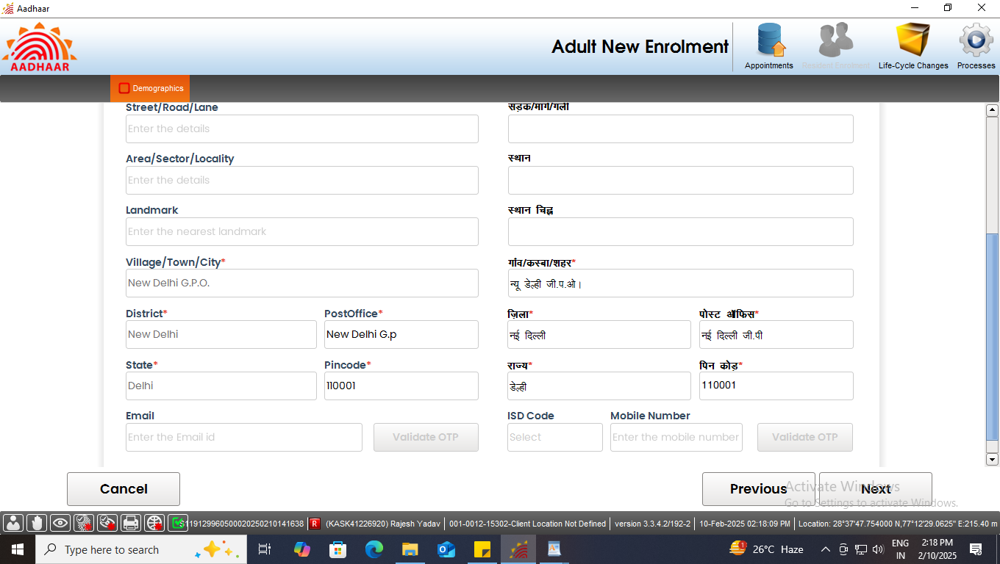 Aadhaar
AADHAAR
Adult New Enrolment
Appointments
Resident Enrolment
Life-Cycle Changes
Processes
Demographics
Street/Road/Lane
सड़क/मार्ग/गली
Enter the details
Area/Sector/Locality
स्थान
Enter the details
Landmark
स्थान चिह्न
Enter the nearest landmark
Village/Town/City*
गांव/कस्बा/शहर*
New Delhi G.P.O.
न्यू डेल्ही जी.प.ओ।
District* PostOffice*
ज़िला* पोस्ट ऑफिस*
New Delhi New Delhi G.p
नई दिल्ली नई दिल्ली जी.पी
State* Pincode*
राज्य* पिन कोड़*
Delhi 110001
डेल्ही 110001
Email
ISD Code Mobile Number
Enter the Email id Validate OTP
Select Enter the mobile number Validate OTP
Cancel
Previous
Next
Activate Windows
Go to Settings to activate Windows.
S119129960500020250210141638 R (KASK41226920) Rajesh Yadav 001-0012-15302-Client Location Not Defined version 3.3.4.2/192-2 10-Feb-2025 02:18:09 PM Location: 28°37'47.754000 N,77°12'29.0625" E:215.40 m
Type here to search
1 26°C Haze
ENG
IN
2:18 PM
2/10/2025